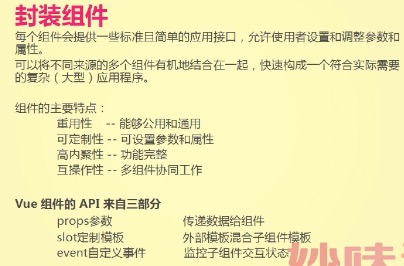 封装组件
每个组件会提供一些标准且简单的应用接口，允许使用者设置和调整参数和
属性。
可以将不同来源的多个组件有机地结合在一起，快速构成一个符合实际需要
的复杂（大型）应用程序。
组件的主要特点：
重用性 -- 能够公用和通用
可定制性 -- 可设置参数和属性
高内聚性 -- 功能完整
互操作性 -- 多组件协同工作
Vue 组件的 API 来自三部分
props参数 传递数据给组件
slot定制模板 外部模板混合子组件模板
event自定义事件 监控子组件交互状态
妙味